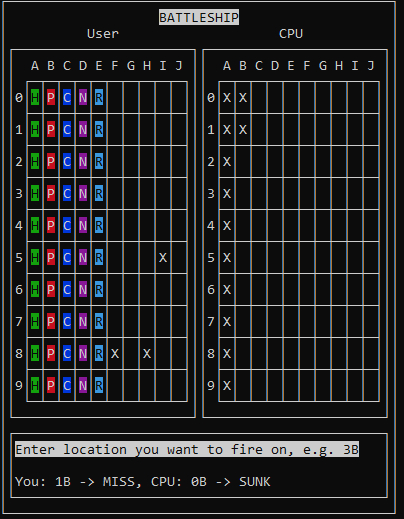 BATTLESHIP
User CPU
A B C D E F G H I J A B C D E F G H I J
0 H P C N R 0 X X
1 H P C N R 1 X X
2 H P C N R 2 X
3 H P C N R 3 X
4 H P C N R 4 X
5 H P C N R X 5 X
6 H P C N R 6 X
7 H P C N R 7 X
8 H P C N R X X 8 X
9 H P C N R 9 X
Enter location you want to fire on, e.g. 3B
You: 1B -> MISS, CPU: 0B -> SUNK